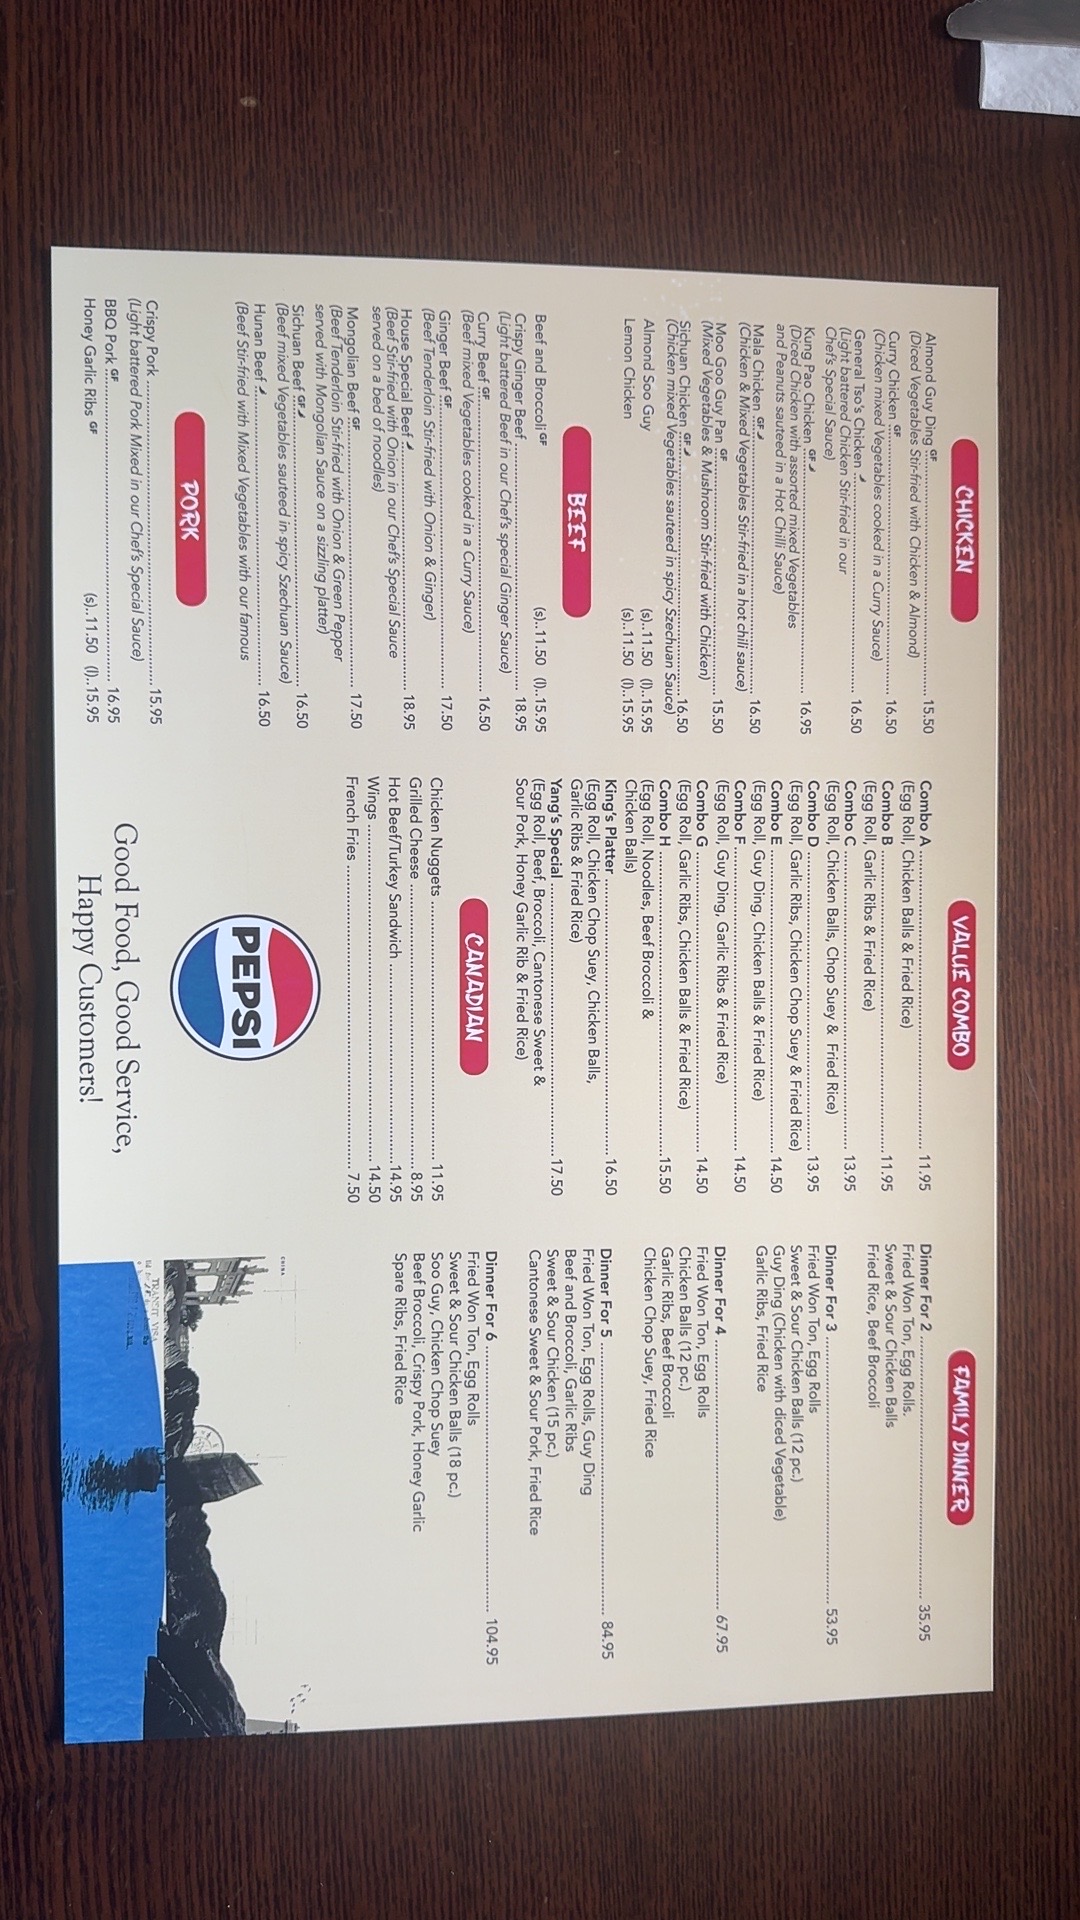 CHICKEN
Almond Guy Ding GF 15.50
(Diced Vegetables Stir-fried with Chicken & Almond)
Curry Chicken GF 16.50
(Chicken mixed Vegetables cooked in a Curry Sauce)
General Tso's Chicken 16.50
(Light battered Chicken Stir-fried in our
Chef's Special Sauce)
Kung Pao Chicken GF 16.95
(Diced Chicken with assorted mixed Vegetables
and Peanuts sauteed in a Hot Chilli Sauce)
Mala Chicken GF 16.50
(Chicken & Mixed Vegetables Stir-fried in a hot chili sauce)
Moo Goo Guy Pan GF 15.50
(Mixed Vegetables & Mushroom Stir-fried with Chicken)
Sichuan Chicken GF 16.50
(Chicken mixed Vegetables sauteed in spicy Szechuan Sauce)
Almond Soo Guy (s)..11.50 (l)..15.95
Lemon Chicken (s)..11.50 (l)..15.95
BEEF
Beef and Broccoli GF (s)..11.50 (l)..15.95
Crispy Ginger Beef 18.95
(Light battered Beef in our Chef's special Ginger Sauce)
Curry Beef GF 16.50
(Beef mixed Vegetables cooked in a Curry Sauce)
Ginger Beef GF 17.50
(Beef Tenderloin Stir-fried with Onion & Ginger)
House Special Beef 18.95
(Beef Stir-fried with Onion in our Chef's Special Sauce
served on a bed of noodles)
Mongolian Beef GF 17.50
(Beef Tenderloin Stir-fried with Onion & Green Pepper
served with Mongolian Sauce on a sizzling platter)
Sichuan Beef GF 16.50
(Beef mixed Vegetables sauteed in spicy Szechuan Sauce)
Hunan Beef 16.50
(Beef Stir-fried with Mixed Vegetables with our famous
PORK
Crispy Pork 15.95
(Light battered Pork Mixed in our Chef's Special Sauce)
BBQ Pork GF 16.95
Honey Garlic Ribs GF (s)..11.50 (l)..15.95
VALUE COMBO
Combo A 11.95
(Egg Roll, Chicken Balls & Fried Rice)
Combo B 11.95
(Egg Roll, Garlic Ribs & Fried Rice)
Combo C 13.95
(Egg Roll, Chicken Balls, Chop Suey & Fried Rice)
Combo D 13.95
(Egg Roll, Garlic Ribs, Chicken Chop Suey & Fried Rice)
Combo E 14.50
(Egg Roll, Guy Ding, Chicken Balls & Fried Rice)
Combo F 14.50
(Egg Roll, Guy Ding, Garlic Ribs & Fried Rice)
Combo G 14.50
(Egg Roll, Garlic Ribs, Chicken Balls & Fried Rice)
Combo H 15.50
(Egg Roll, Noodles, Beef Broccoli &
Chicken Balls)
King's Platter 16.50
(Egg Roll, Chicken Chop Suey, Chicken Balls,
Garlic Ribs & Fried Rice)
Yang's Special 17.50
(Egg Roll, Beef, Broccoli, Cantonese Sweet &
Sour Pork, Honey Garlic Rib & Fried Rice)
CANADIAN
Chicken Nuggets 11.95
Grilled Cheese 8.95
Hot Beef/Turkey Sandwich 14.95
Wings 14.50
French Fries 7.50
PEPSI
Good Food, Good Service,
Happy Customers!
FAMILY DINNER
Dinner For 2 35.95
Fried Won Ton, Egg Rolls.
Sweet & Sour Chicken Balls
Fried Rice, Beef Broccoli
Dinner For 3 53.95
Fried Won Ton, Egg Rolls
Sweet & Sour Chicken Balls (12 pc.)
Guy Ding (Chicken with diced Vegetable)
Garlic Ribs, Fried Rice
Dinner For 4 67.95
Fried Won Ton, Egg Rolls
Chicken Balls (12 pc.)
Garlic Ribs, Beef Broccoli
Chicken Chop Suey, Fried Rice
Dinner For 5 84.95
Fried Won Ton, Egg Rolls, Guy Ding
Beef and Broccoli, Garlic Ribs
Sweet & Sour Chicken (15 pc.)
Cantonese Sweet & Sour Pork, Fried Rice
Dinner For 6 104.95
Fried Won Ton, Egg Rolls
Sweet & Sour Chicken Balls (18 pc.)
Soo Guy, Chicken Chop Suey
Beef Broccoli, Crispy Pork, Honey Garlic
Spare Ribs, Fried Rice
CHINA
TRANSIT VISA